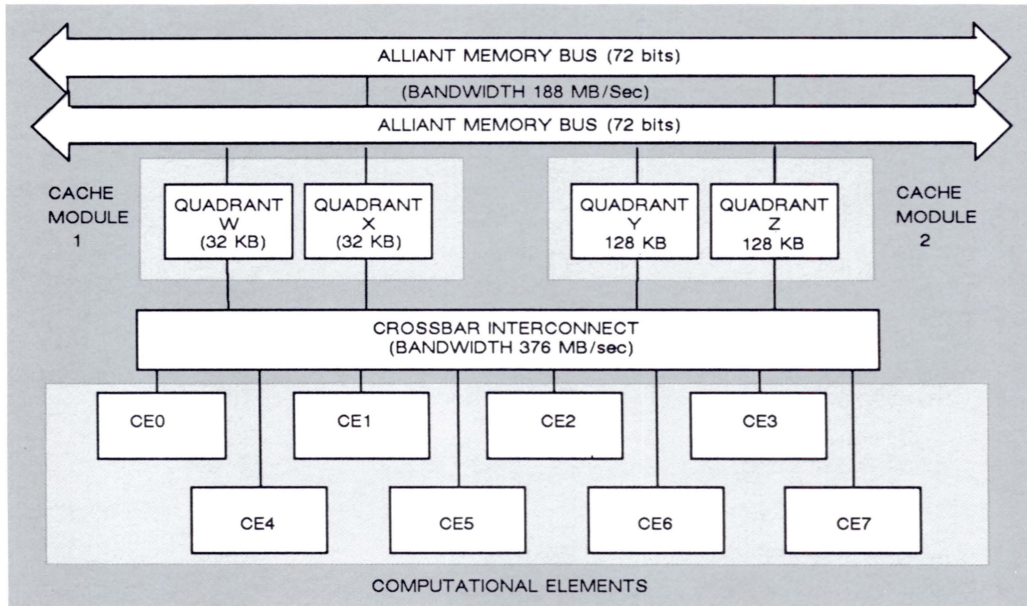 ALLIANT MEMORY BUS (72 bits)
(BANDWIDTH 188 MB/Sec)
ALLIANT MEMORY BUS (72 bits)
CACHE
MODULE
1
QUADRANT
W
(32 KB)
QUADRANT
X
(32 KB)
QUADRANT
Y
128 KB
QUADRANT
Z
128 KB
CACHE
MODULE
2
CROSSBAR INTERCONNECT
(BANDWIDTH 376 MB/sec)
CE0
CE1
CE2
CE3
CE4
CE5
CE6
CE7
COMPUTATIONAL ELEMENTS